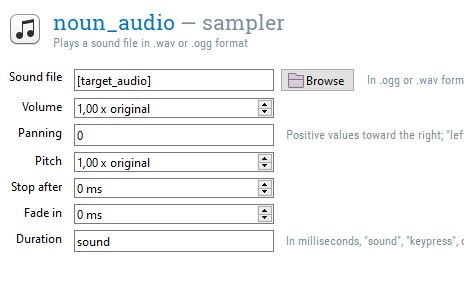 noun_audio – sampler
Plays a sound file in .wav or .ogg format
Sound file [target_audio] Browse In .ogg or .wav form
Volume 1,00 x original
Panning 0 Positive values toward the right; "lef
Pitch 1,00 x original
Stop after 0 ms
Fade in 0 ms
Duration sound In milliseconds, "sound", "keypress",